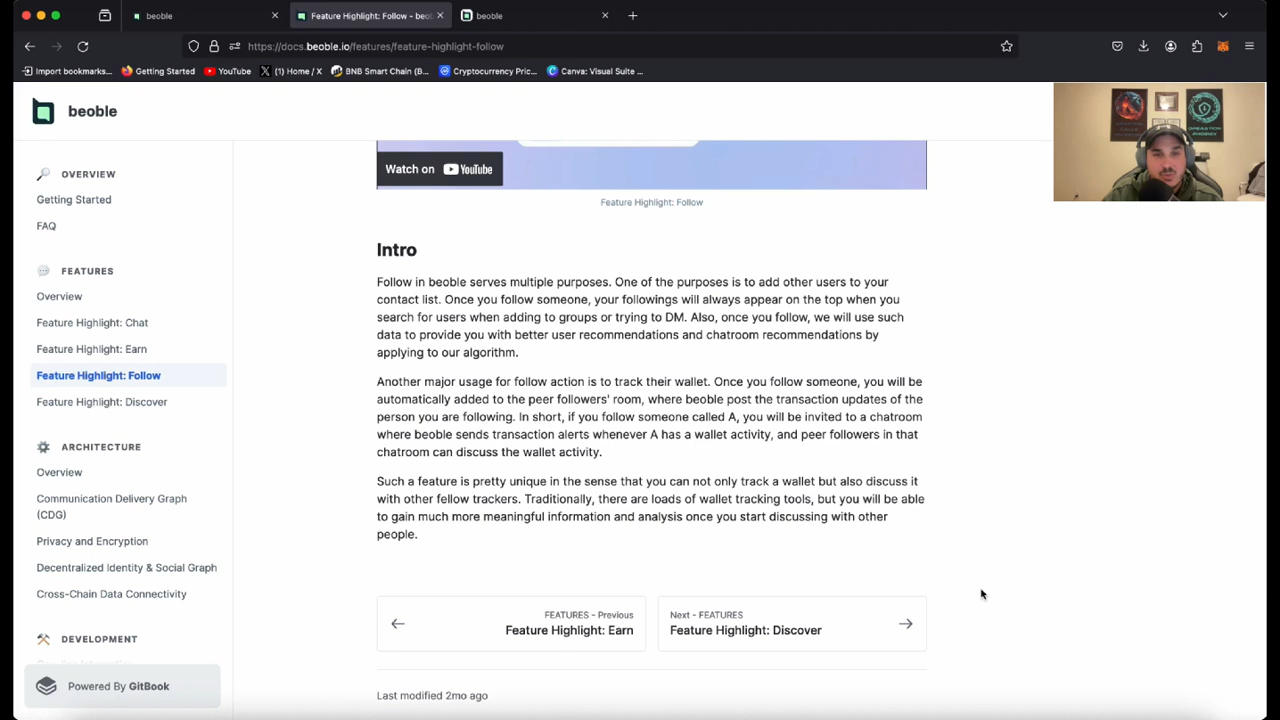 beoble
Feature Highlight: Follow - beob
beoble
https://docs.beoble.io/features/feature-highlight-follow
Import bookmarks...
Getting Started
YouTube
(1) Home / X
BNB Smart Chain (B...
Cryptocurrency Pric...
Canva: Visual Suite ...
beoble
OVERVIEW
Getting Started
FAQ
FEATURES
Overview
Feature Highlight: Chat
Feature Highlight: Earn
Feature Highlight: Follow
Feature Highlight: Discover
ARCHITECTURE
Overview
Communication Delivery Graph
(CDG)
Privacy and Encryption
Decentralized Identity & Social Graph
Cross-Chain Data Connectivity
DEVELOPMENT
Powered By GitBook
Watch on YouTube
Feature Highlight: Follow
Intro
Follow in beoble serves multiple purposes. One of the purposes is to add other users to your
contact list. Once you follow someone, your followings will always appear on the top when you
search for users when adding to groups or trying to DM. Also, once you follow, we will use such
data to provide you with better user recommendations and chatroom recommendations by
applying to our algorithm.
Another major usage for follow action is to track their wallet. Once you follow someone, you will be
automatically added to the peer followers' room, where beoble post the transaction updates of the
person you are following. In short, if you follow someone called A, you will be invited to a chatroom
where beoble sends transaction alerts whenever A has a wallet activity, and peer followers in that
chatroom can discuss the wallet activity.
Such a feature is pretty unique in the sense that you can not only track a wallet but also discuss it
with other fellow trackers. Traditionally, there are loads of wallet tracking tools, but you will be able
to gain much more meaningful information and analysis once you start discussing with other
people.
FEATURES - Previous
Feature Highlight: Earn
Next - FEATURES
Feature Highlight: Discover
Last modified 2mo ago